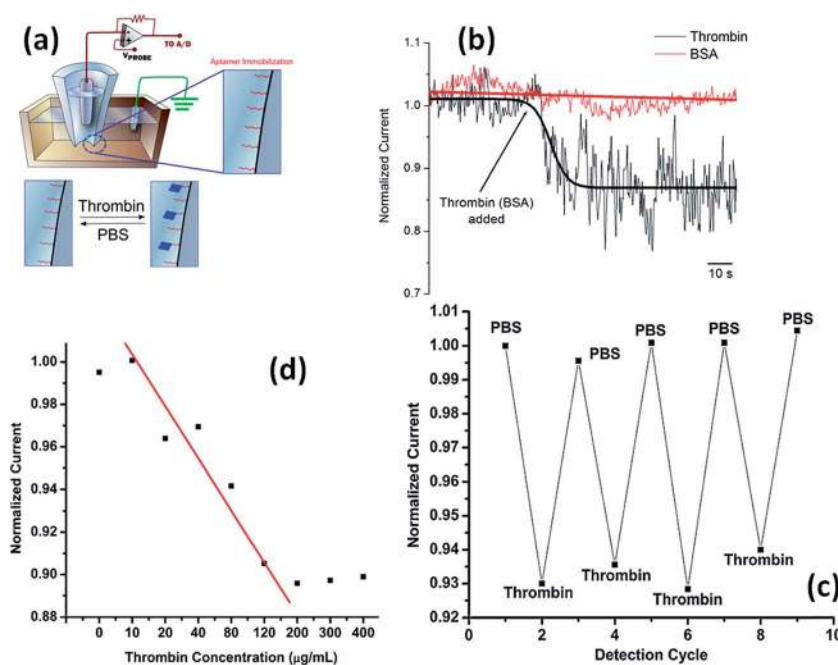 (a)
V PROBE
TO A/D
Aptamer Immobilization
Thrombin
PBS
(b)
Thrombin
BSA
Normalized Current
1.1
1.0
0.9
0.8
0.7
Thrombin (BSA)
added
10 s
(d)
Normalized Current
1.00
0.98
0.96
0.94
0.92
0.90
0.88
0
10
20
40
80
120
200
300
400
Thrombin Concentration (µg/mL)
Normalized Current
1.01
1.00
0.99
0.98
0.97
0.96
0.95
0.94
0.93
0.92
PBS
PBS
PBS
PBS
PBS
Thrombin
Thrombin
Thrombin
Thrombin
(c)
0
2
4
6
8
10
Detection Cycle